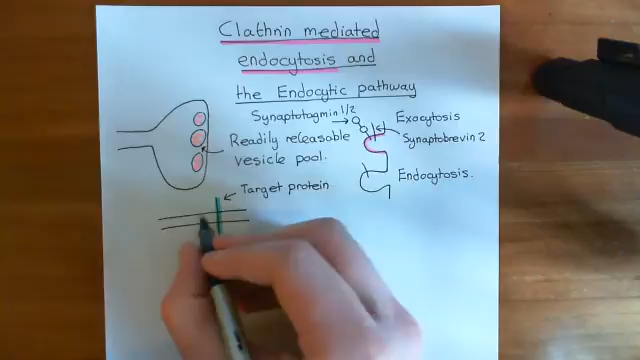 Clathrin mediated
endocytosis and
the Endocytic pathway
Synaptotagmin 1/2
Exocytosis
Synaptobrevin 2
Readily releasable
vesicle pool.
Endocytosis.
Target protein